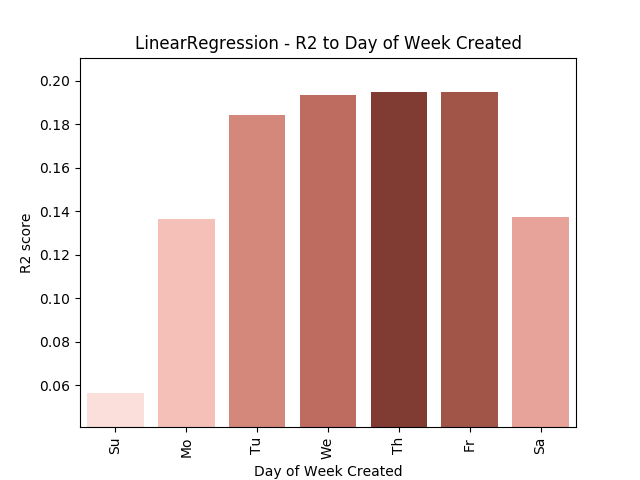 LinearRegression - R2 to Day of Week Created
0.20
0.18
0.16
0.14
0.12
0.10
0.08
0.06
R2 score
Su Mo Tu We Th Fr Sa
Day of Week Created